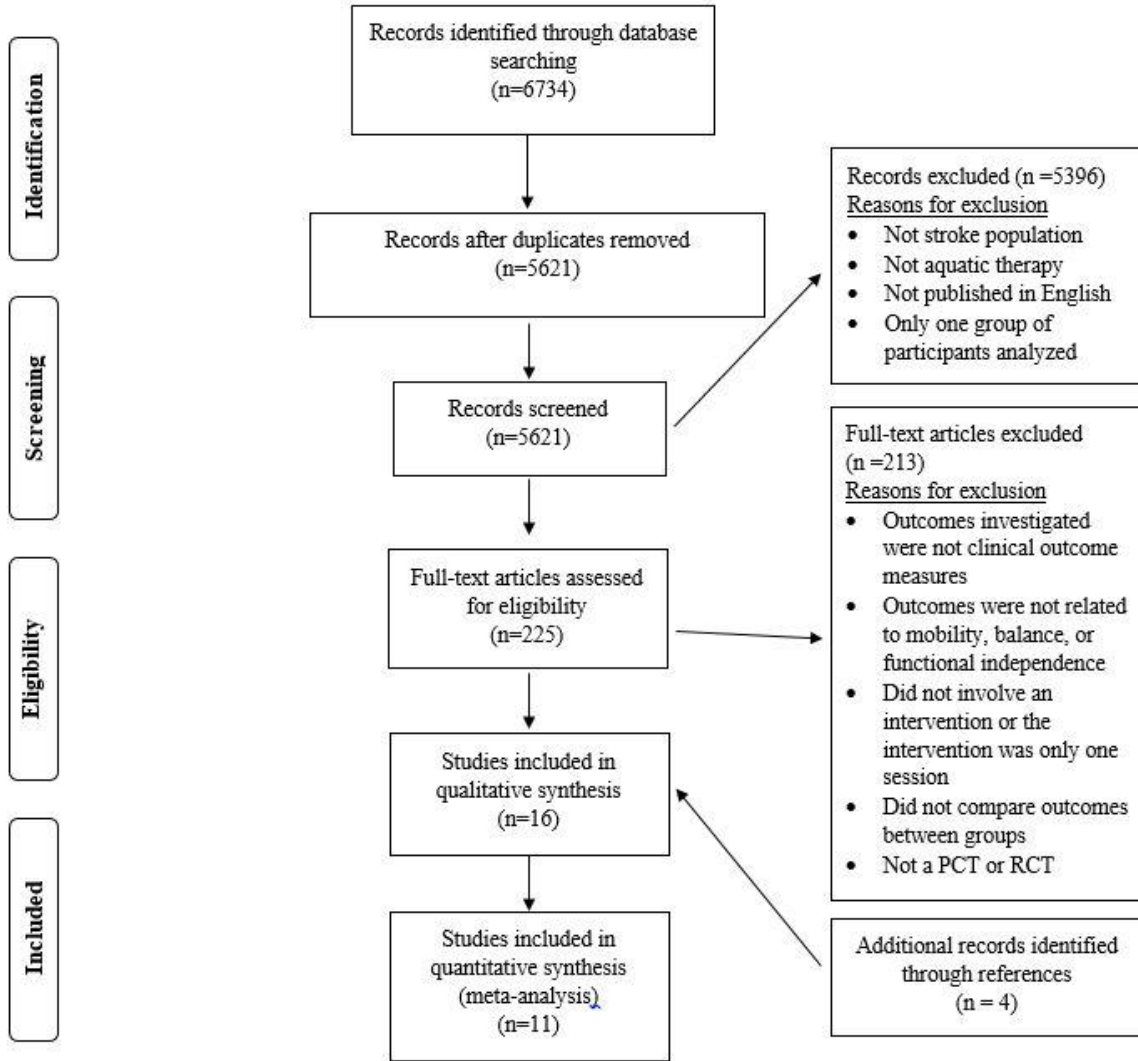 Identification
Screening
Eligibility
Included
Records identified through database
searching
(n=6734)
Records after duplicates removed
(n=5621)
Records screened
(n=5621)
Records excluded (n =5396)
Reasons for exclusion
• Not stroke population
• Not aquatic therapy
• Not published in English
• Only one group of
participants analyzed
Full-text articles assessed
for eligibility
(n=225)
Full-text articles excluded
(n =213)
Reasons for exclusion
• Outcomes investigated
were not clinical outcome
measures
• Outcomes were not related
to mobility, balance, or
functional independence
• Did not involve an
intervention or the
intervention was only one
session
• Did not compare outcomes
between groups
• Not a PCT or RCT
Studies included in
qualitative synthesis
(n=16)
Additional records identified
through references
(n = 4)
Studies included in
quantitative synthesis
(meta-analysis)
(n=11)